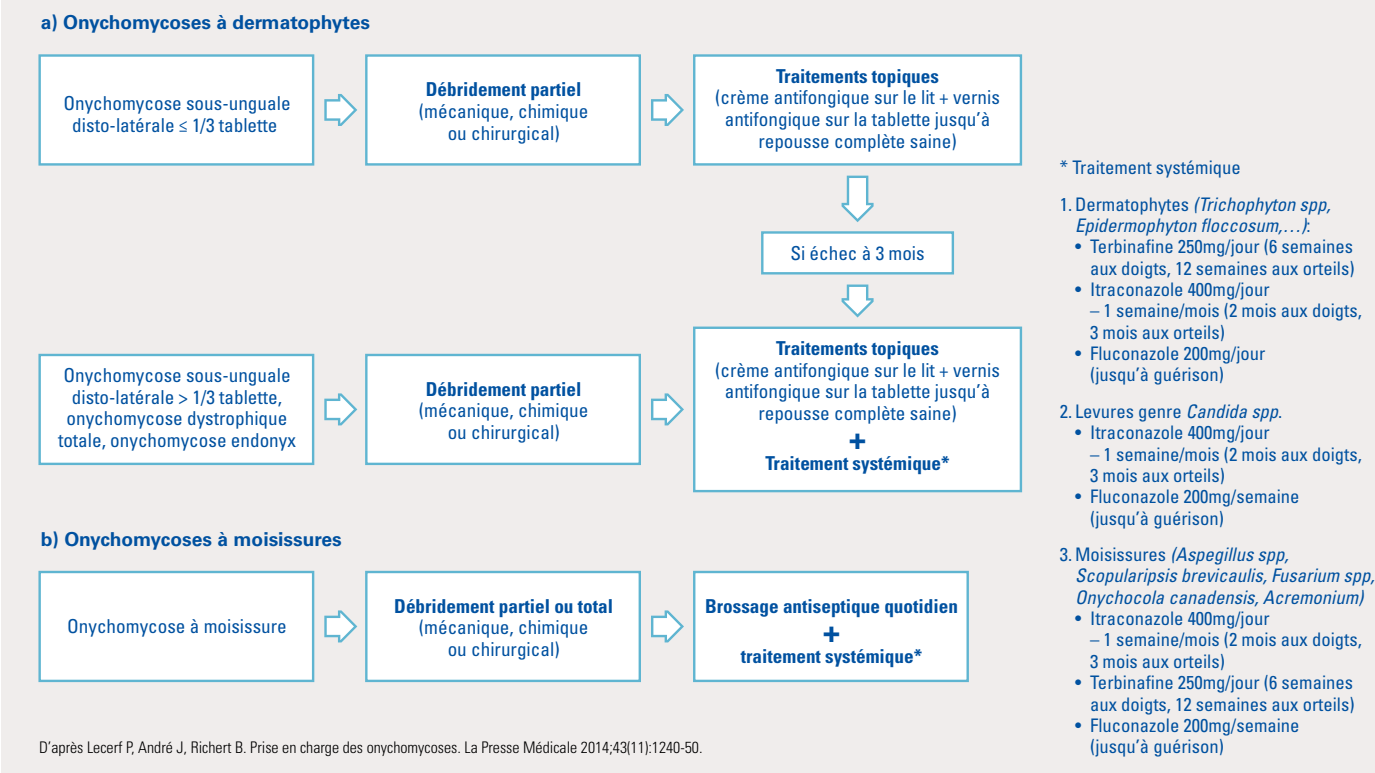 a) Onychomycoses à dermatophytes
Onychomycose sous-unguale
disto-latérale ≤ 1/3 tablette
Débridement partiel
(mécanique, chimique
ou chirurgical)
Traitements topiques
(crème antifongique sur le lit + vernis
antifongique sur la tablette jusqu'à
repousse complète saine)
Si échec à 3 mois
Onychomycose sous-unguale
disto-latérale > 1/3 tablette,
onychomycose dystrophique
totale, onychomycose endonyx
Débridement partiel
(mécanique, chimique
ou chirurgical)
Traitements topiques
(crème antifongique sur le lit + vernis
antifongique sur la tablette jusqu'à
repousse complète saine)
+
Traitement systémique*
b) Onychomycoses à moisissures
Onychomycose à moisissure
Débridement partiel ou total
(mécanique, chimique
ou chirurgical)
Brossage antiseptique quotidien
+
traitement systémique*
* Traitement systémique
1. Dermatophytes (Trichophyton spp,
Epidermophyton floccosum,…):
• Terbinafine 250mg/jour (6 semaines
aux doigts, 12 semaines aux orteils)
• Itraconazole 400mg/jour
– 1 semaine/mois (2 mois aux doigts,
3 mois aux orteils)
• Fluconazole 200mg/jour
(jusqu'à guérison)
2. Levures genre Candida spp.
• Itraconazole 400mg/jour
– 1 semaine/mois (2 mois aux doigts,
3 mois aux orteils)
• Fluconazole 200mg/semaine
(jusqu'à guérison)
3. Moisissures (Aspegillus spp,
Scopularipsis brevicaulis, Fusarium spp,
Onychocola canadensis, Acremonium)
• Itraconazole 400mg/jour
– 1 semaine/mois (2 mois aux doigts,
3 mois aux orteils)
• Terbinafine 250mg/jour (6 semaines
aux doigts, 12 semaines aux orteils)
• Fluconazole 200mg/semaine
(jusqu'à guérison)
D'après Lecerf P, André J, Richert B. Prise en charge des onychomycoses. La Presse Médicale 2014;43(11):1240-50.